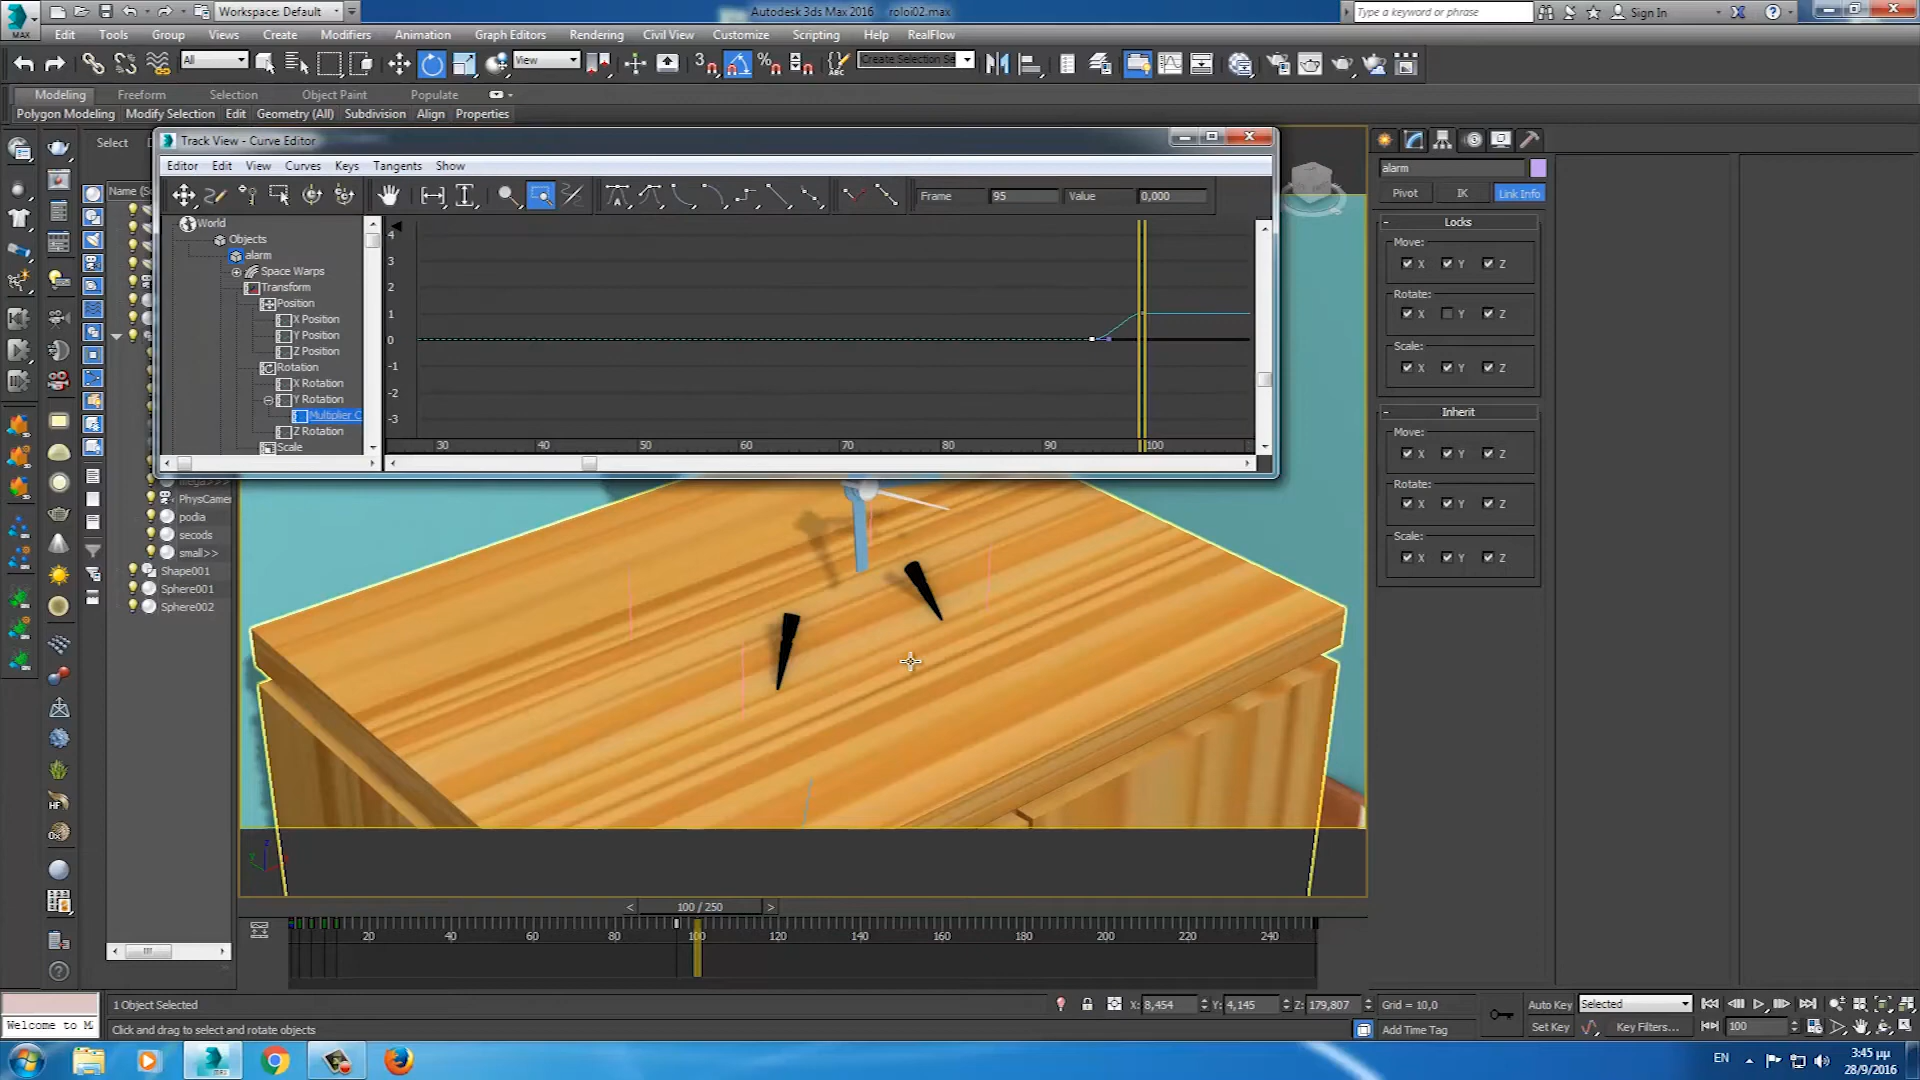 Workspace: Default
Autodesk 3ds Max 2016 roloi02.max
Type a keyword or phrase
Sign In
MAX
Edit Tools Group Views Create Modifiers Animation Graph Editors Rendering Civil View Customize Scripting Help RealFlow
All
View
Create Selection Se
Modeling Freeform Selection Object Paint Populate
Polygon Modeling Modify Selection Edit Geometry (All) Subdivision Align Properties
Select
Track View - Curve Editor
Editor Edit View Curves Keys Tangents Show
Frame 95 Value 0,000
World
Objects
alarm
Space Warps
Transform
Position
X Position
Y Position
Z Position
Rotation
X Rotation
Y Rotation
Multiplier C
Z Rotation
Scale
4
3
2
1
0
-1
-2
-3
30 40 50 60 70 80 90 100
Name (S
PhysCamer
podia
secods
small>>
Shape001
Sphere001
Sphere002
alarm
Pivot IK Link Info
Locks
Move:
X Y Z
Rotate:
X Y Z
Scale:
X Y Z
Inherit
Move:
X Y Z
Rotate:
X Y Z
Scale:
X Y Z
100 / 250
20 40 60 80 100 120 140 160 180 200 220 240
1 Object Selected
X: 8,454 Y: 4,145 Z: 179,807 Grid = 10,0
Auto Key Selected
Welcome to M
Click and drag to select and rotate objects
Add Time Tag
Set Key Key Filters...
100
EN
3:45 μμ
28/9/2016